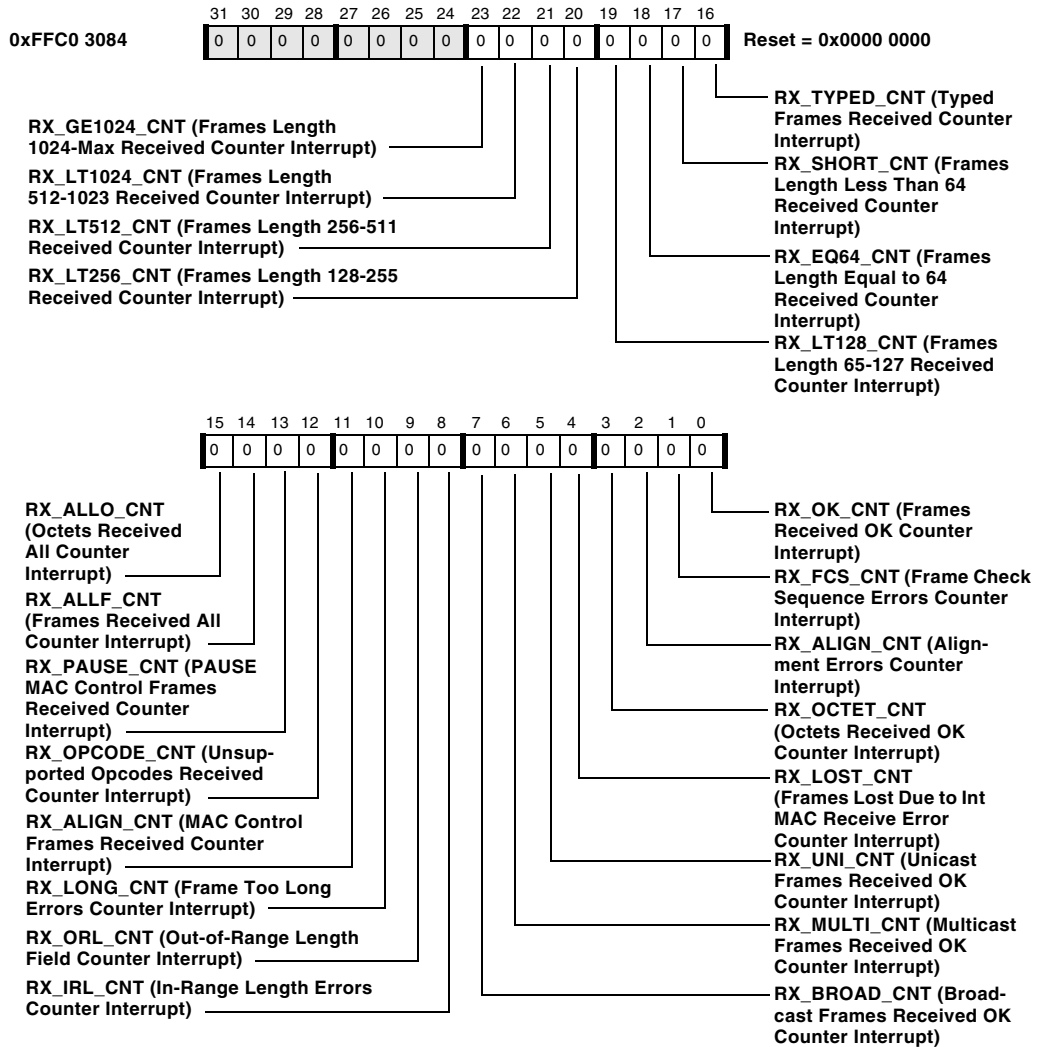 31 30 29 28 27 26 25 24 23 22 21 20 19 18 17 16
0xFFC0 3084
0 0 0 0 0 0 0 0 0 0 0 0 0 0 0 0
Reset = 0x0000 0000
RX_GE1024_CNT (Frames Length
1024-Max Received Counter Interrupt)
RX_LT1024_CNT (Frames Length
512-1023 Received Counter Interrupt)
RX_LT512_CNT (Frames Length 256-511
Received Counter Interrupt)
RX_LT256_CNT (Frames Length 128-255
Received Counter Interrupt)
RX_TYPED_CNT (Typed
Frames Received Counter
Interrupt)
RX_SHORT_CNT (Frames
Length Less Than 64
Received Counter
Interrupt)
RX_EQ64_CNT (Frames
Length Equal to 64
Received Counter
Interrupt)
RX_LT128_CNT (Frames
Length 65-127 Received
Counter Interrupt)
15 14 13 12 11 10 9 8 7 6 5 4 3 2 1 0
0 0 0 0 0 0 0 0 0 0 0 0 0 0 0 0
RX_ALLO_CNT
(Octets Received
All Counter
Interrupt)
RX_ALLF_CNT
(Frames Received All
Counter Interrupt)
RX_PAUSE_CNT (PAUSE
MAC Control Frames
Received Counter
Interrupt)
RX_OPCODE_CNT (Unsup-
ported Opcodes Received
Counter Interrupt)
RX_ALIGN_CNT (MAC Control
Frames Received Counter
Interrupt)
RX_LONG_CNT (Frame Too Long
Errors Counter Interrupt)
RX_ORL_CNT (Out-of-Range Length
Field Counter Interrupt)
RX_IRL_CNT (In-Range Length Errors
Counter Interrupt)
RX_OK_CNT (Frames
Received OK Counter
Interrupt)
RX_FCS_CNT (Frame Check
Sequence Errors Counter
Interrupt)
RX_ALIGN_CNT (Align-
ment Errors Counter
Interrupt)
RX_OCTET_CNT
(Octets Received OK
Counter Interrupt)
RX_LOST_CNT
(Frames Lost Due to Int
MAC Receive Error
Counter Interrupt)
RX_UNI_CNT (Unicast
Frames Received OK
Counter Interrupt)
RX_MULTI_CNT (Multicast
Frames Received OK
Counter Interrupt)
RX_BROAD_CNT (Broad-
cast Frames Received OK
Counter Interrupt)